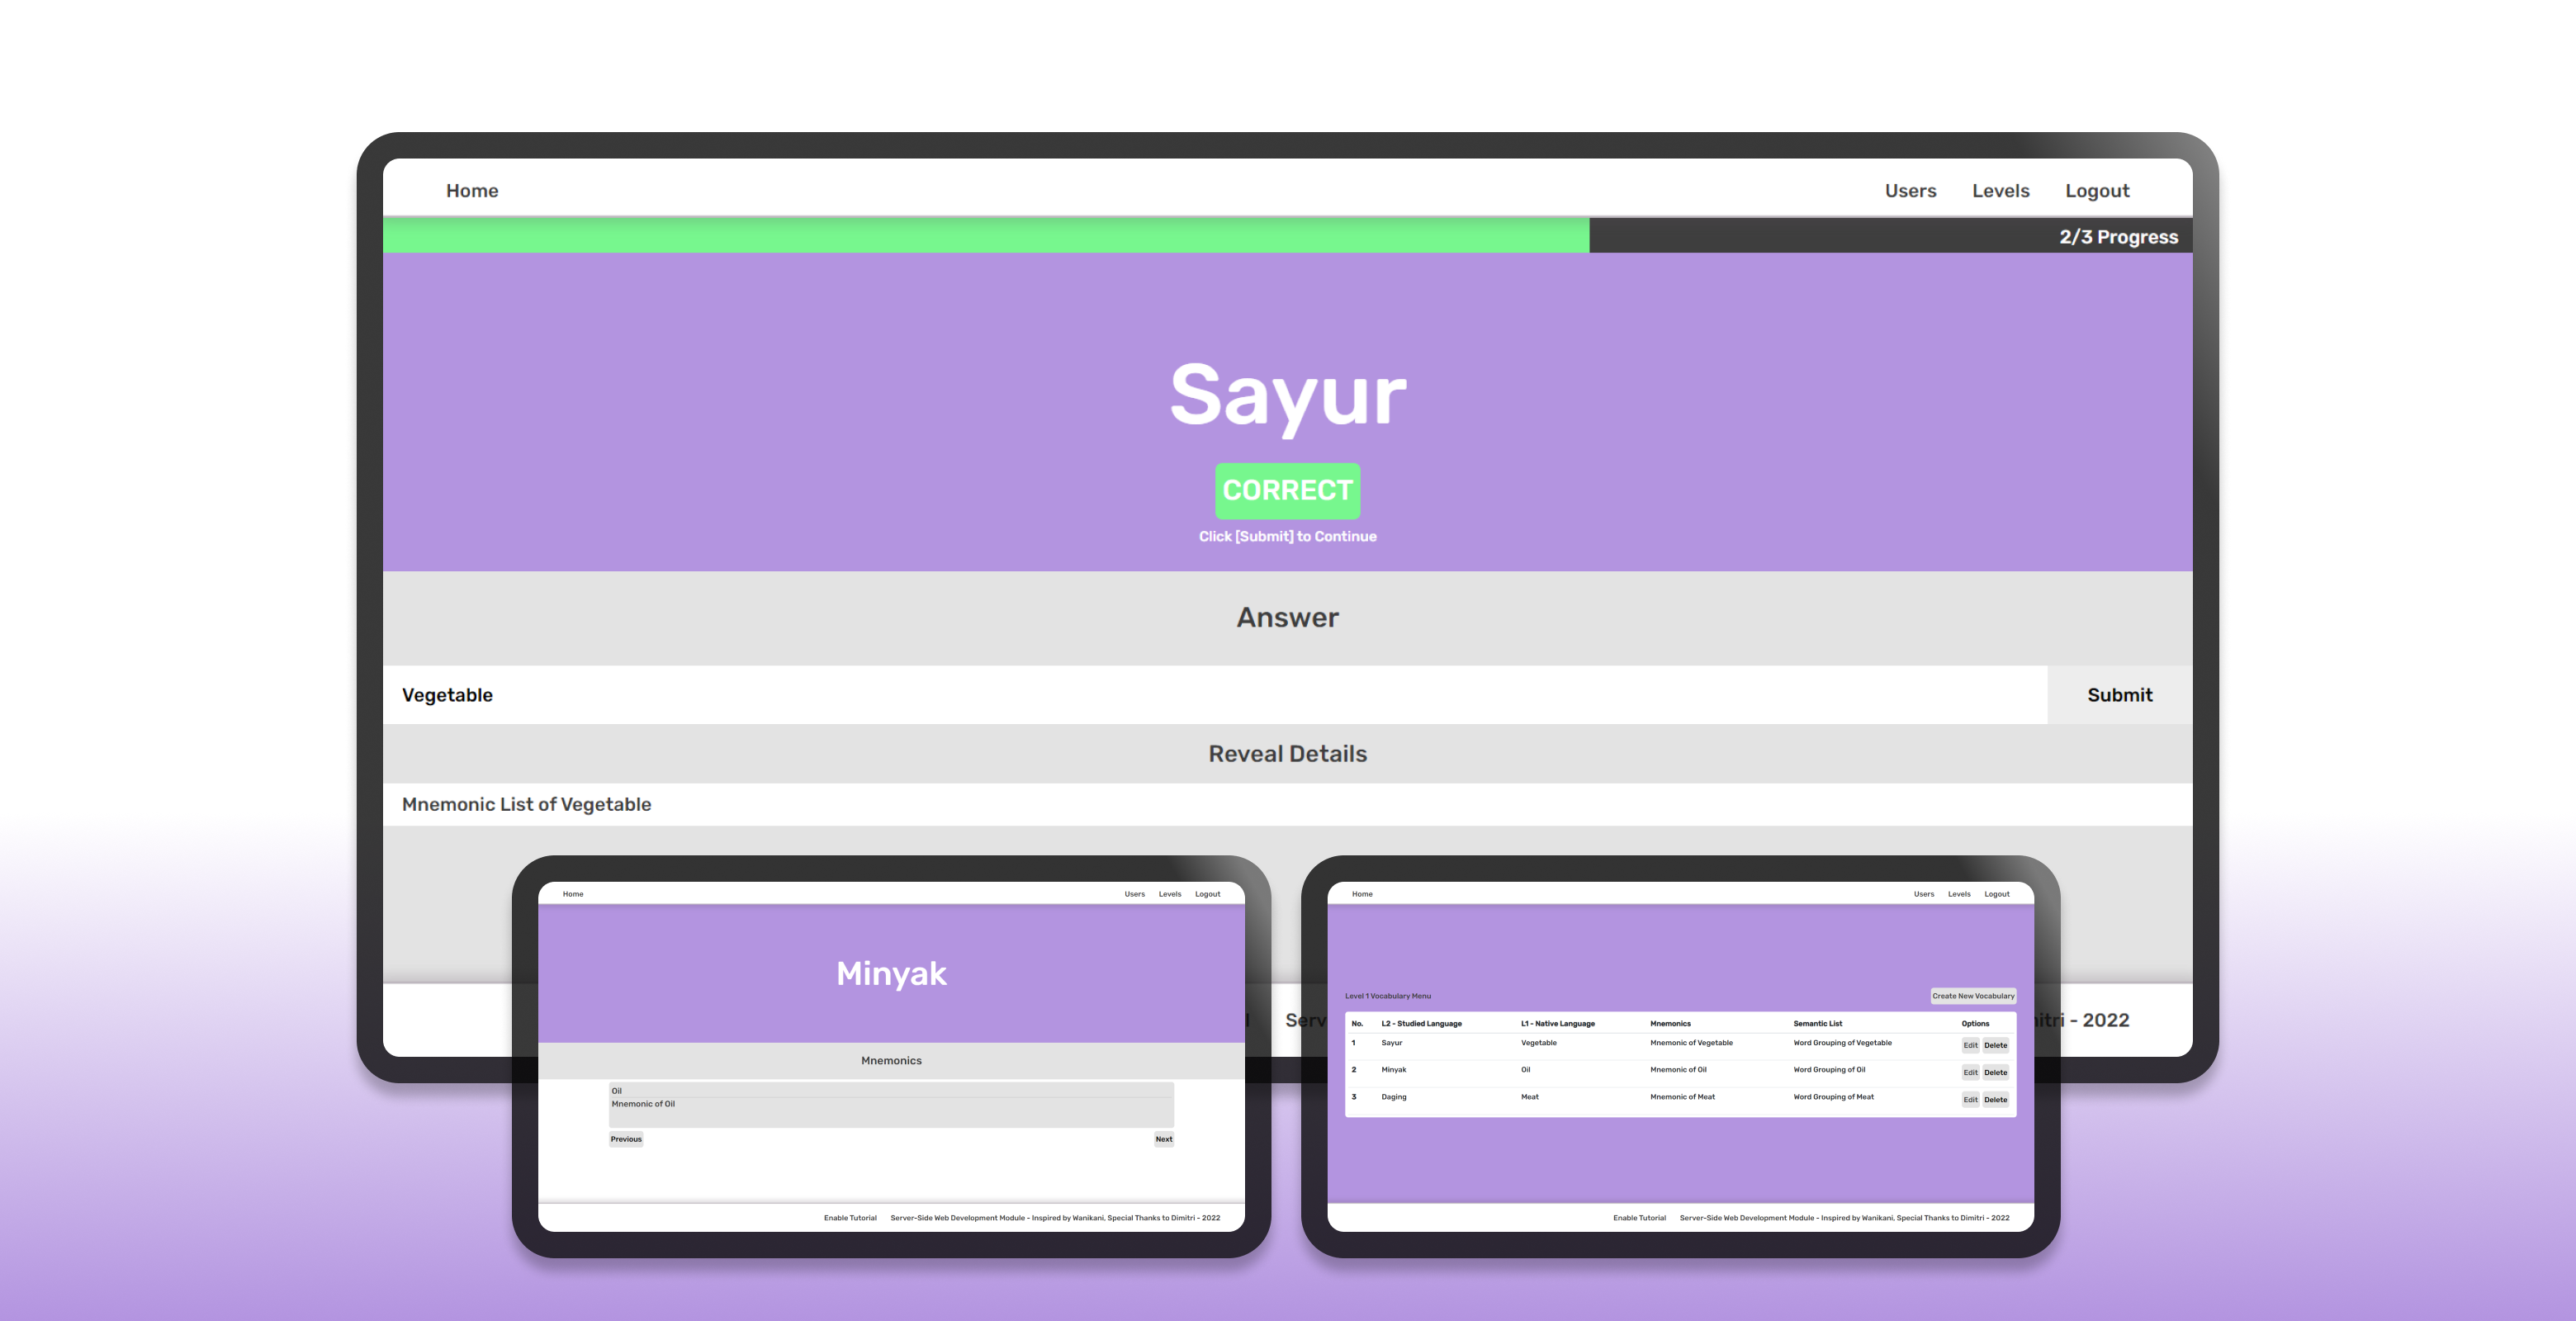 Home Users Levels Logout
2/3 Progress
Sayur
CORRECT
Click [Submit] to Continue
Answer
Vegetable Submit
Reveal Details
Mnemonic List of Vegetable
- 2022
Home Users Levels Logout
Minyak
Mnemonics
Oil
Mnemonic of Oil
Previous Next
Enable Tutorial Server-Side Web Development Module - Inspired by Wanikani, Special Thanks to Dimitri - 2022
Home Users Levels Logout
Level 1 Vocabulary Menu Create New Vocabulary
No. L2 - Studied Language L1 - Native Language Mnemonics Semantic List Options
1 Sayur Vegetable Mnemonic of Vegetable Word Grouping of Vegetable Edit Delete
2 Minyak Oil Mnemonic of Oil Word Grouping of Oil Edit Delete
3 Daging Meat Mnemonic of Meat Word Grouping of Meat Edit Delete
Enable Tutorial Server-Side Web Development Module - Inspired by Wanikani, Special Thanks to Dimitri - 2022